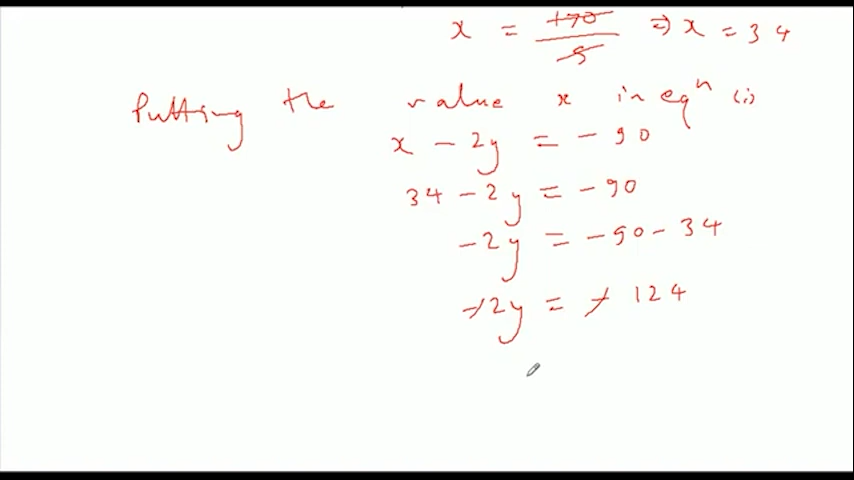 x = 170/5 ⇒ x = 34
Putting the value x in eqⁿ (i)
x - 2y = - 90
34 - 2y = - 90
-2y = - 90 - 34
-2y = - 124